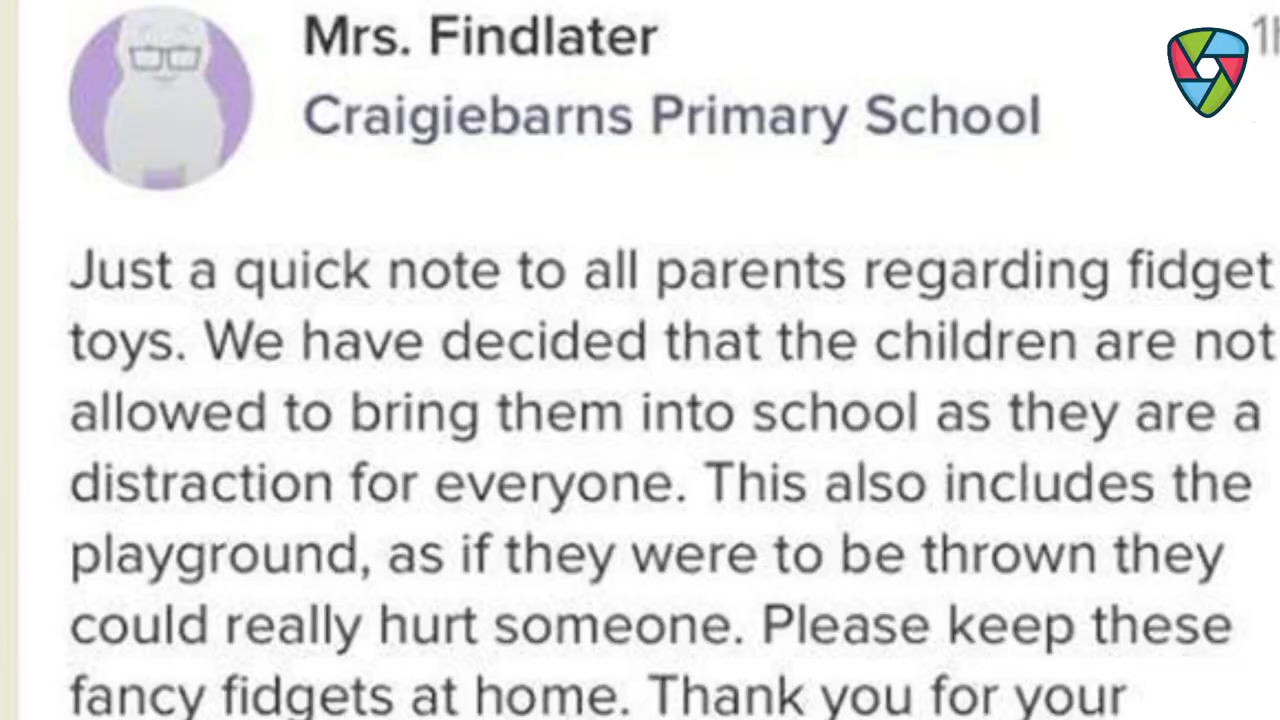 Mrs. Findlater
Craigiebarns Primary School
Just a quick note to all parents regarding fidget
toys. We have decided that the children are not
allowed to bring them into school as they are a
distraction for everyone. This also includes the
playground, as if they were to be thrown they
could really hurt someone. Please keep these
fancy fidgets at home. Thank you for your